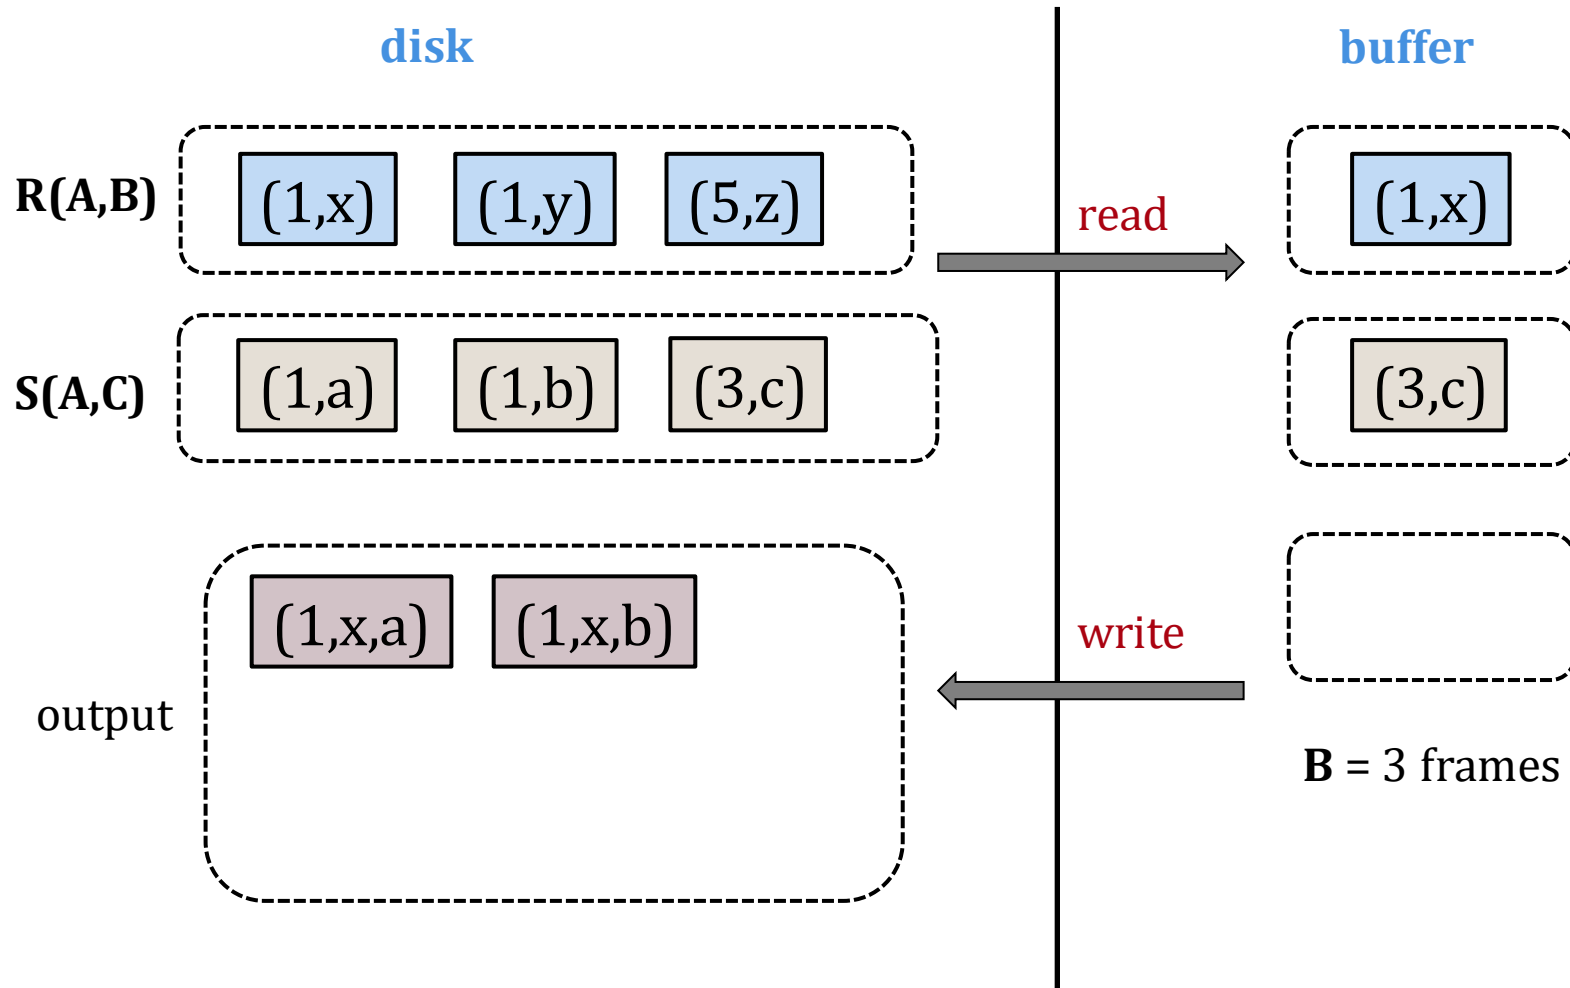 disk
buffer
R(A,B)
(1,x)
(1,y)
(5,z)
read
(1,x)
S(A,C)
(1,a)
(1,b)
(3,c)
(3,c)
output
(1,x,a)
(1,x,b)
write
B = 3 frames